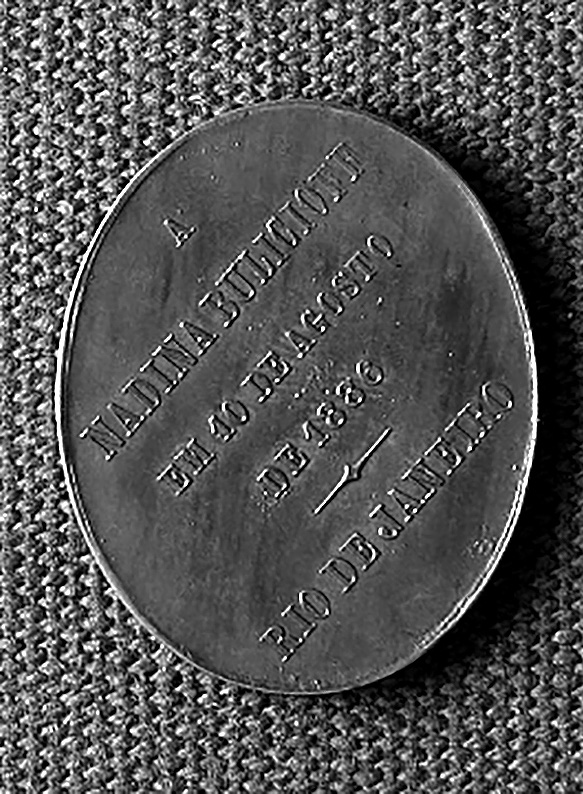 A
NADINA BULICIOFF
EM 10 DE AGOSTO
DE 1886
RIO DE JANEIRO